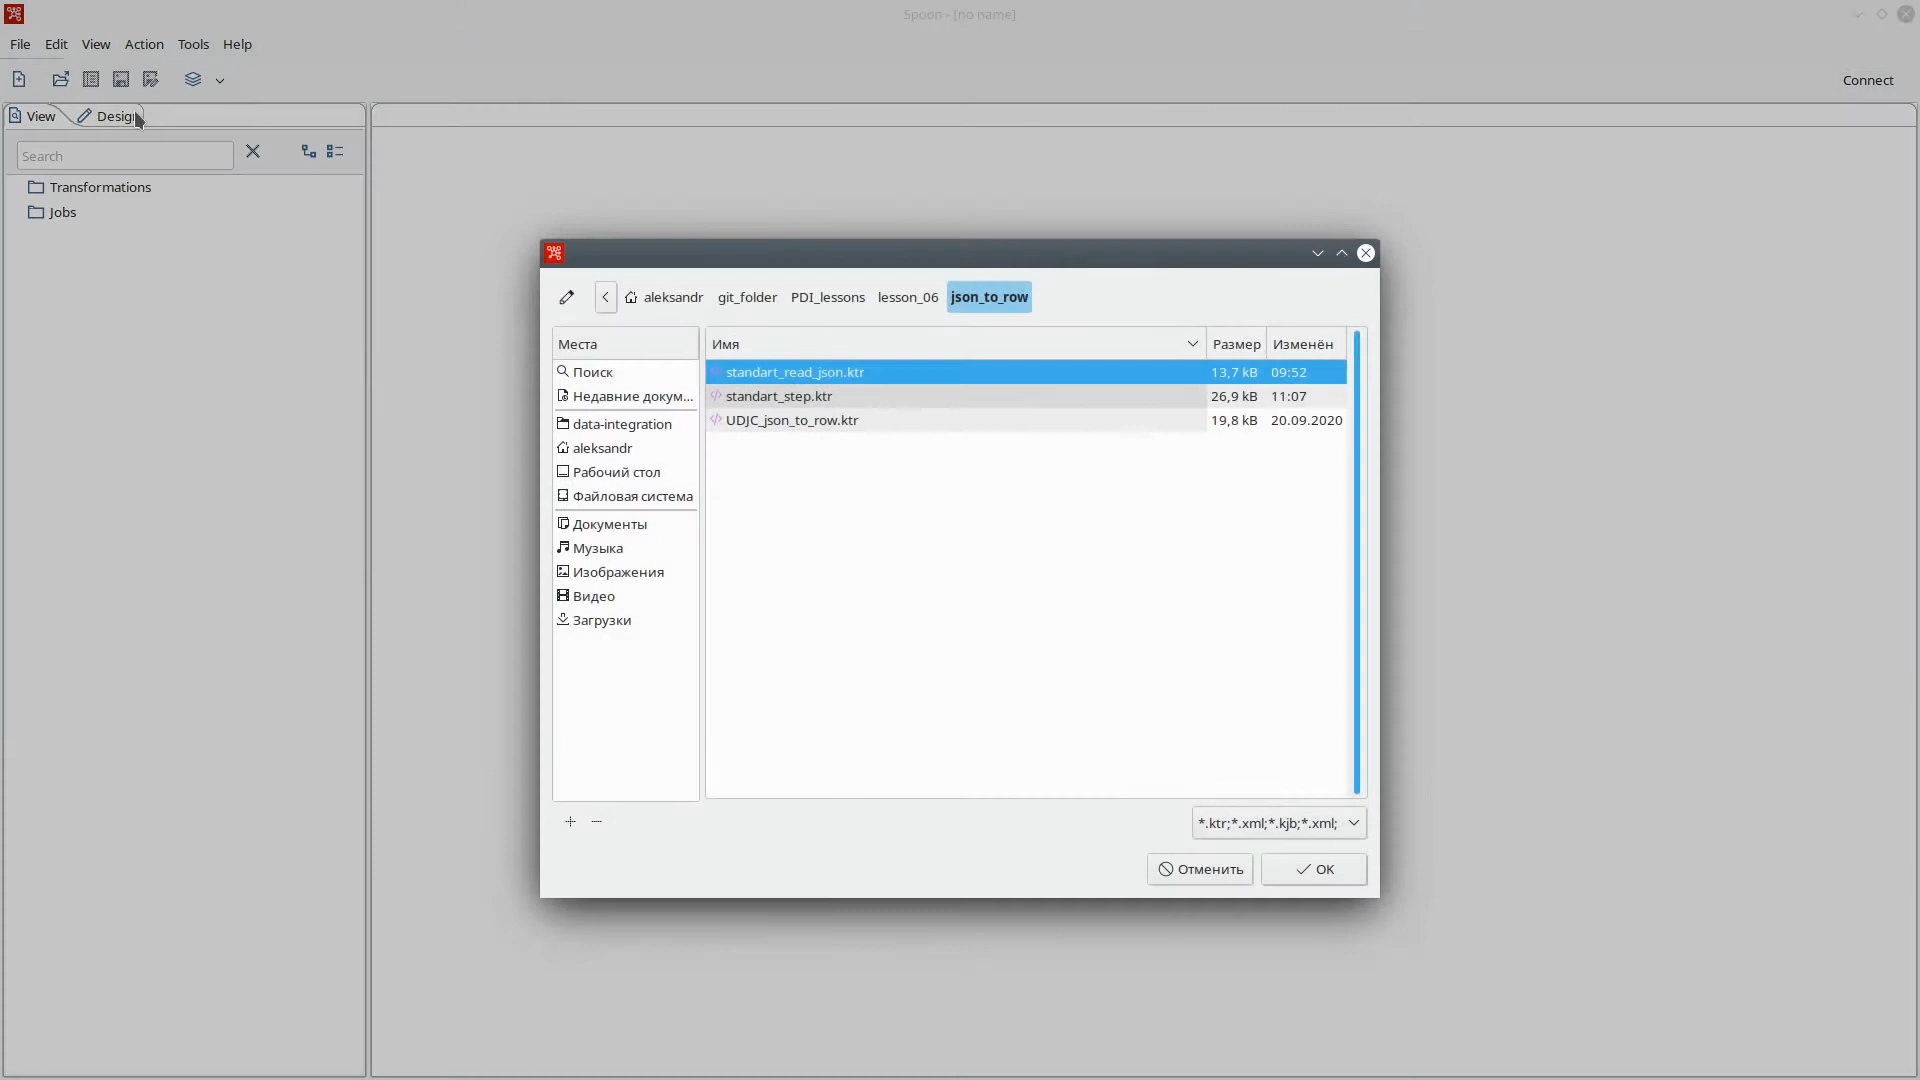 Spoon - [no name]
File Edit View Action Tools Help
Connect
View Design
Search
Transformations
Jobs
aleksandr git_folder PDI_lessons lesson_06 json_to_row
Места
Поиск
Недавние докум...
data-integration
aleksandr
Рабочий стол
Файловая система
Документы
Музыка
Изображения
Видео
Загрузки
Имя Размер Изменён
standart_read_json.ktr 13,7 kB 09:52
standart_step.ktr 26,9 kB 11:07
UDJC_json_to_row.ktr 19,8 kB 20.09.2020
*.ktr;*.xml;*.kjb;*.xml;
Отменить OK